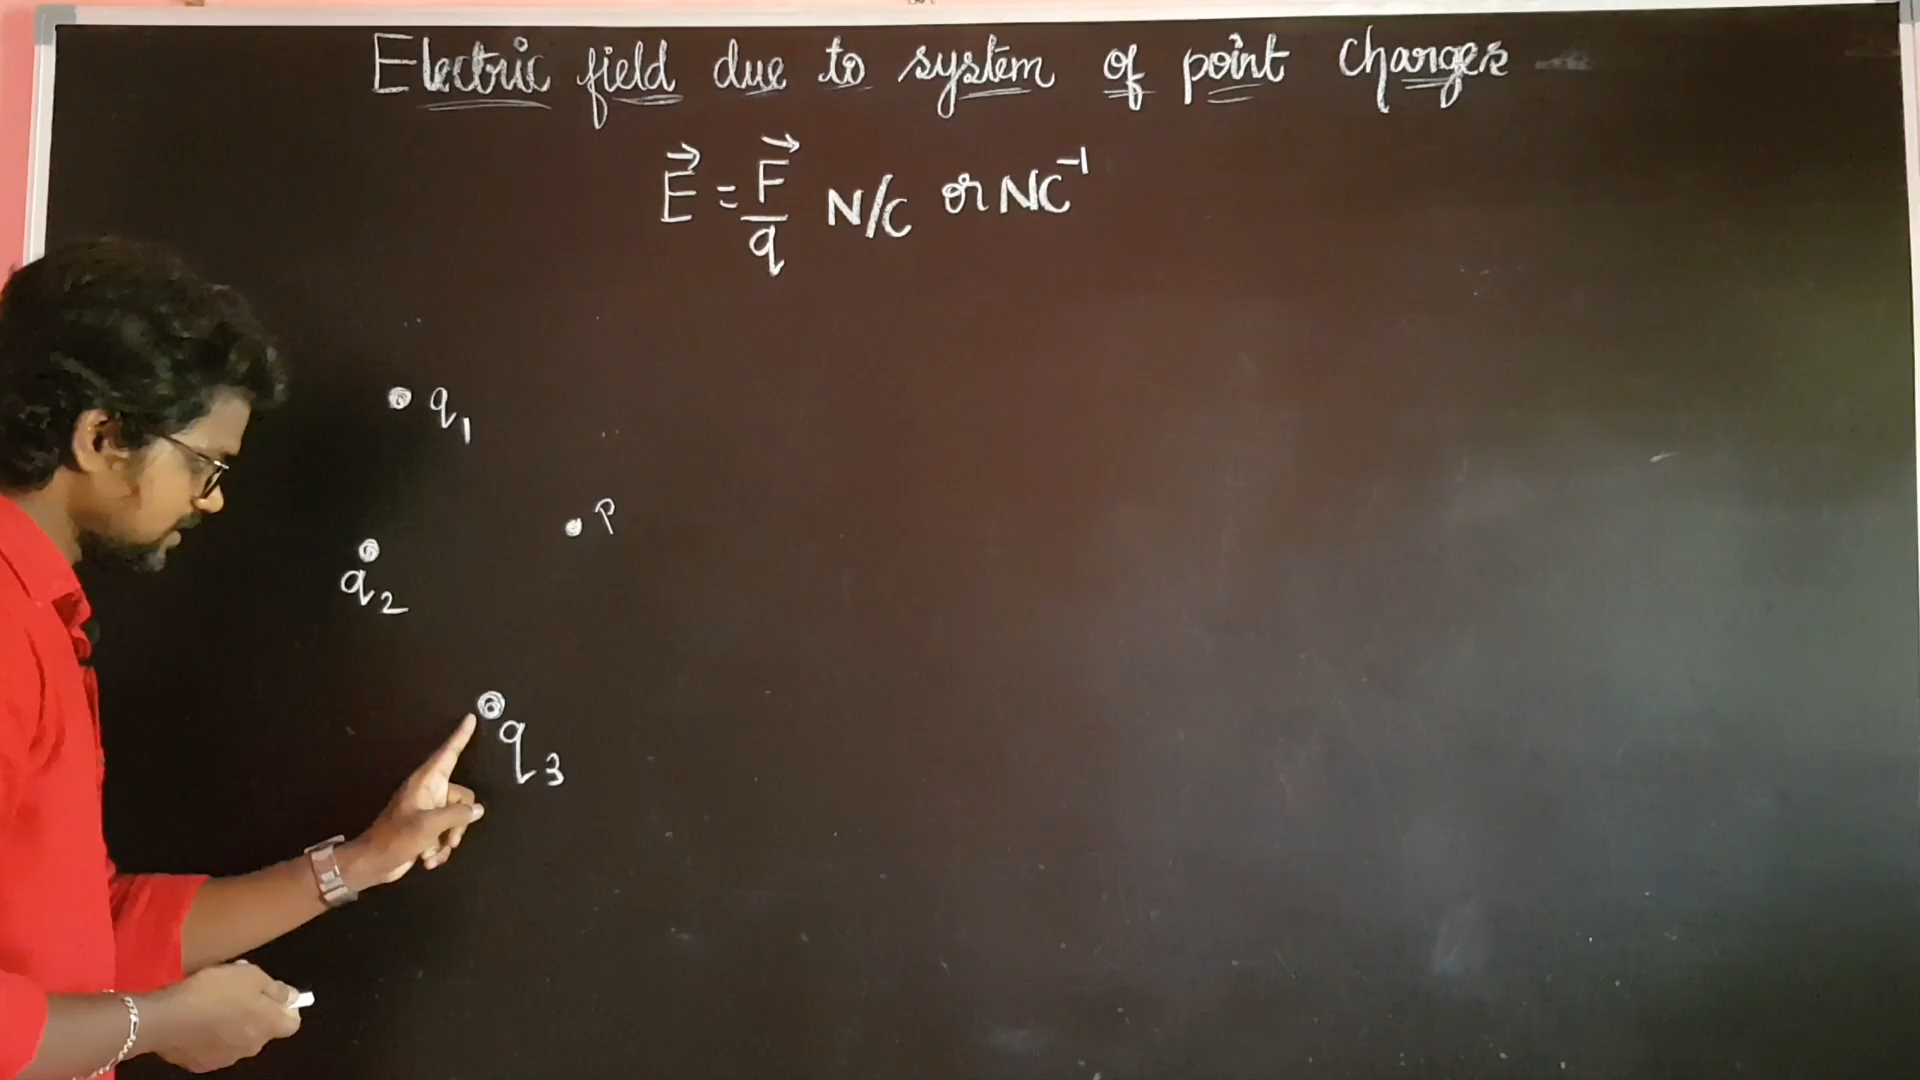 Electric field due to system of point charges
E⃗ = F⃗/q N/C or NC⁻¹
q₁
P
q₂
q₃